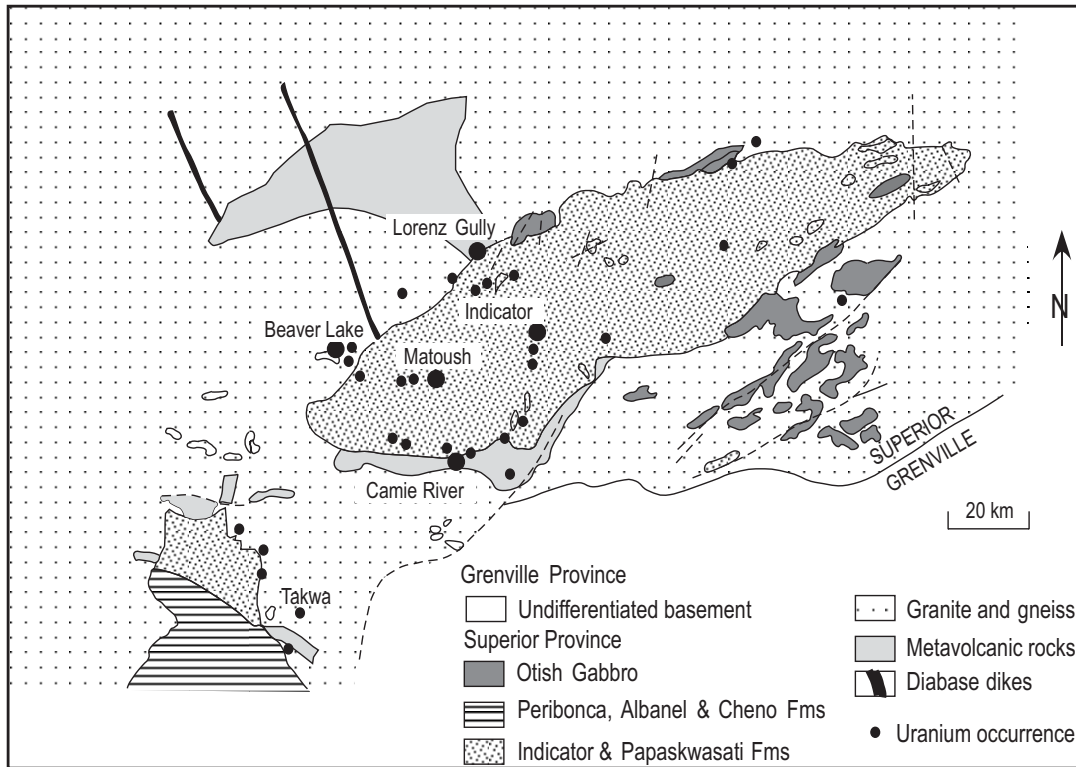 Lorenz Gully
Indicator
Beaver Lake
Matoush
N
SUPERIOR
GRENVILLE
Camie River
20 km
Takwa
Grenville Province
Undifferentiated basement
Superior Province
Otish Gabbro
Peribonca, Albanel & Cheno Fms
Indicator & Papaskwasati Fms
Granite and gneiss
Metavolcanic rocks
Diabase dikes
Uranium occurrence